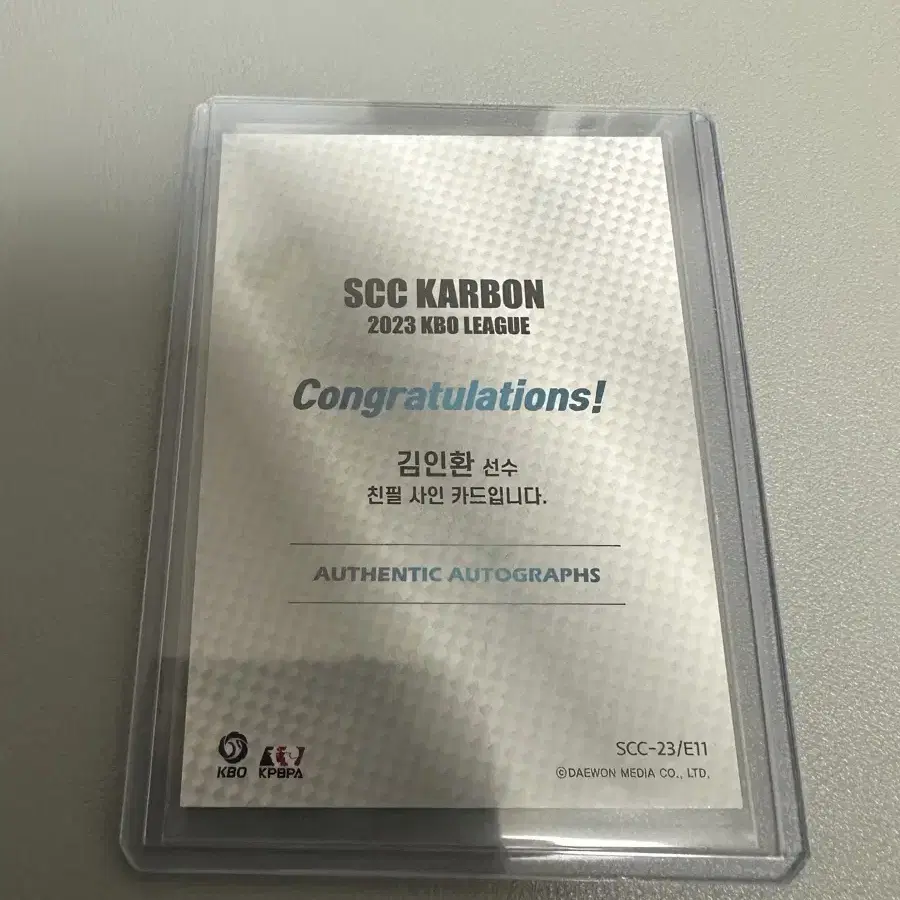 SCC KARBON
2023 KBO LEAGUE
Congratulations!
김인환 선수
친필 사인 카드입니다.
AUTHENTIC AUTOGRAPHS
KBO
KPBPA
SCC-23/E11
©DAEWON MEDIA CO., LTD.